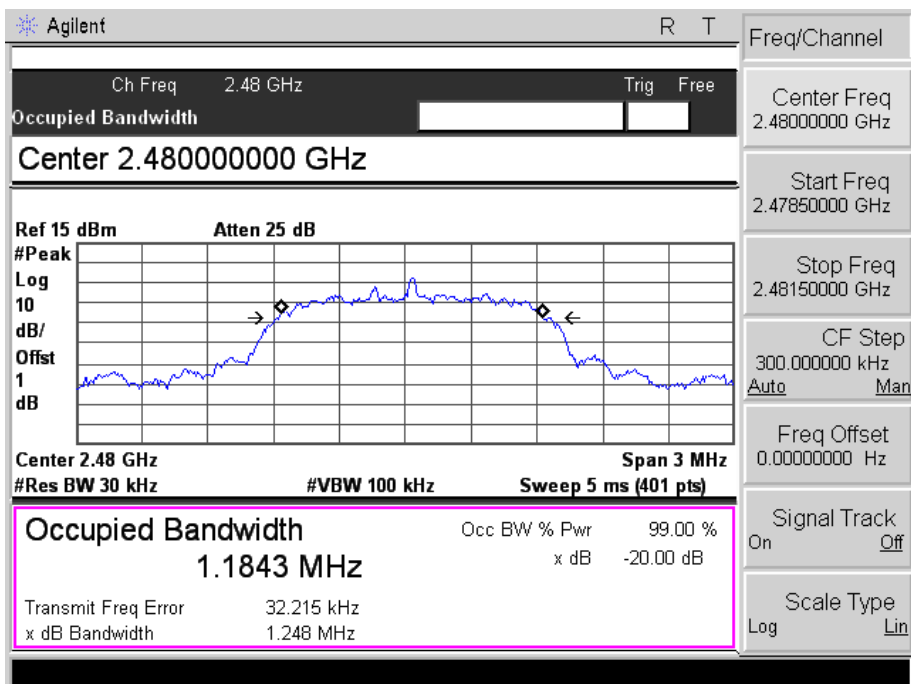 Agilent R T
Ch Freq 2.48 GHz Trig Free
Occupied Bandwidth
Center 2.480000000 GHz
Ref 15 dBm Atten 25 dB
#Peak
Log
10
dB/
Offst
1
dB
Center 2.48 GHz Span 3 MHz
#Res BW 30 kHz #VBW 100 kHz Sweep 5 ms (401 pts)
Occupied Bandwidth
1.1843 MHz
Occ BW % Pwr 99.00 %
x dB -20.00 dB
Transmit Freq Error 32.215 kHz
x dB Bandwidth 1.248 MHz
Freq/Channel
Center Freq
2.48000000 GHz
Start Freq
2.47850000 GHz
Stop Freq
2.48150000 GHz
CF Step
300.000000 kHz
Auto Man
Freq Offset
0.00000000 Hz
Signal Track
On Off
Scale Type
Log Lin